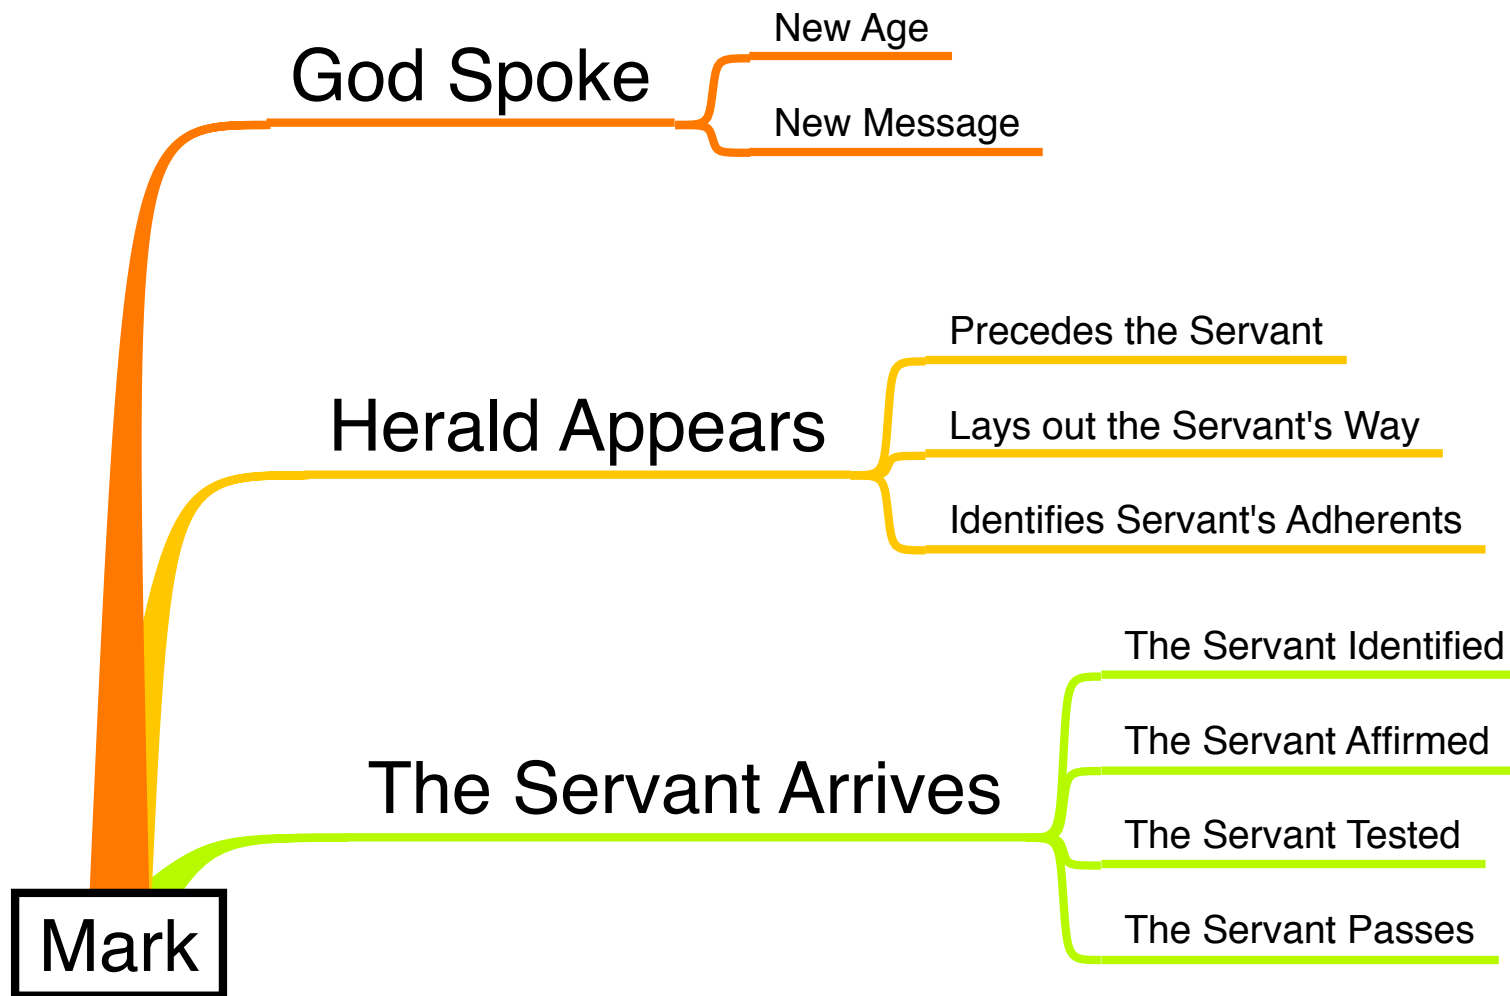 God Spoke
New Age
New Message
Herald Appears
Precedes the Servant
Lays out the Servant's Way
Identifies Servant's Adherents
The Servant Arrives
The Servant Identified
The Servant Affirmed
The Servant Tested
The Servant Passes
Mark